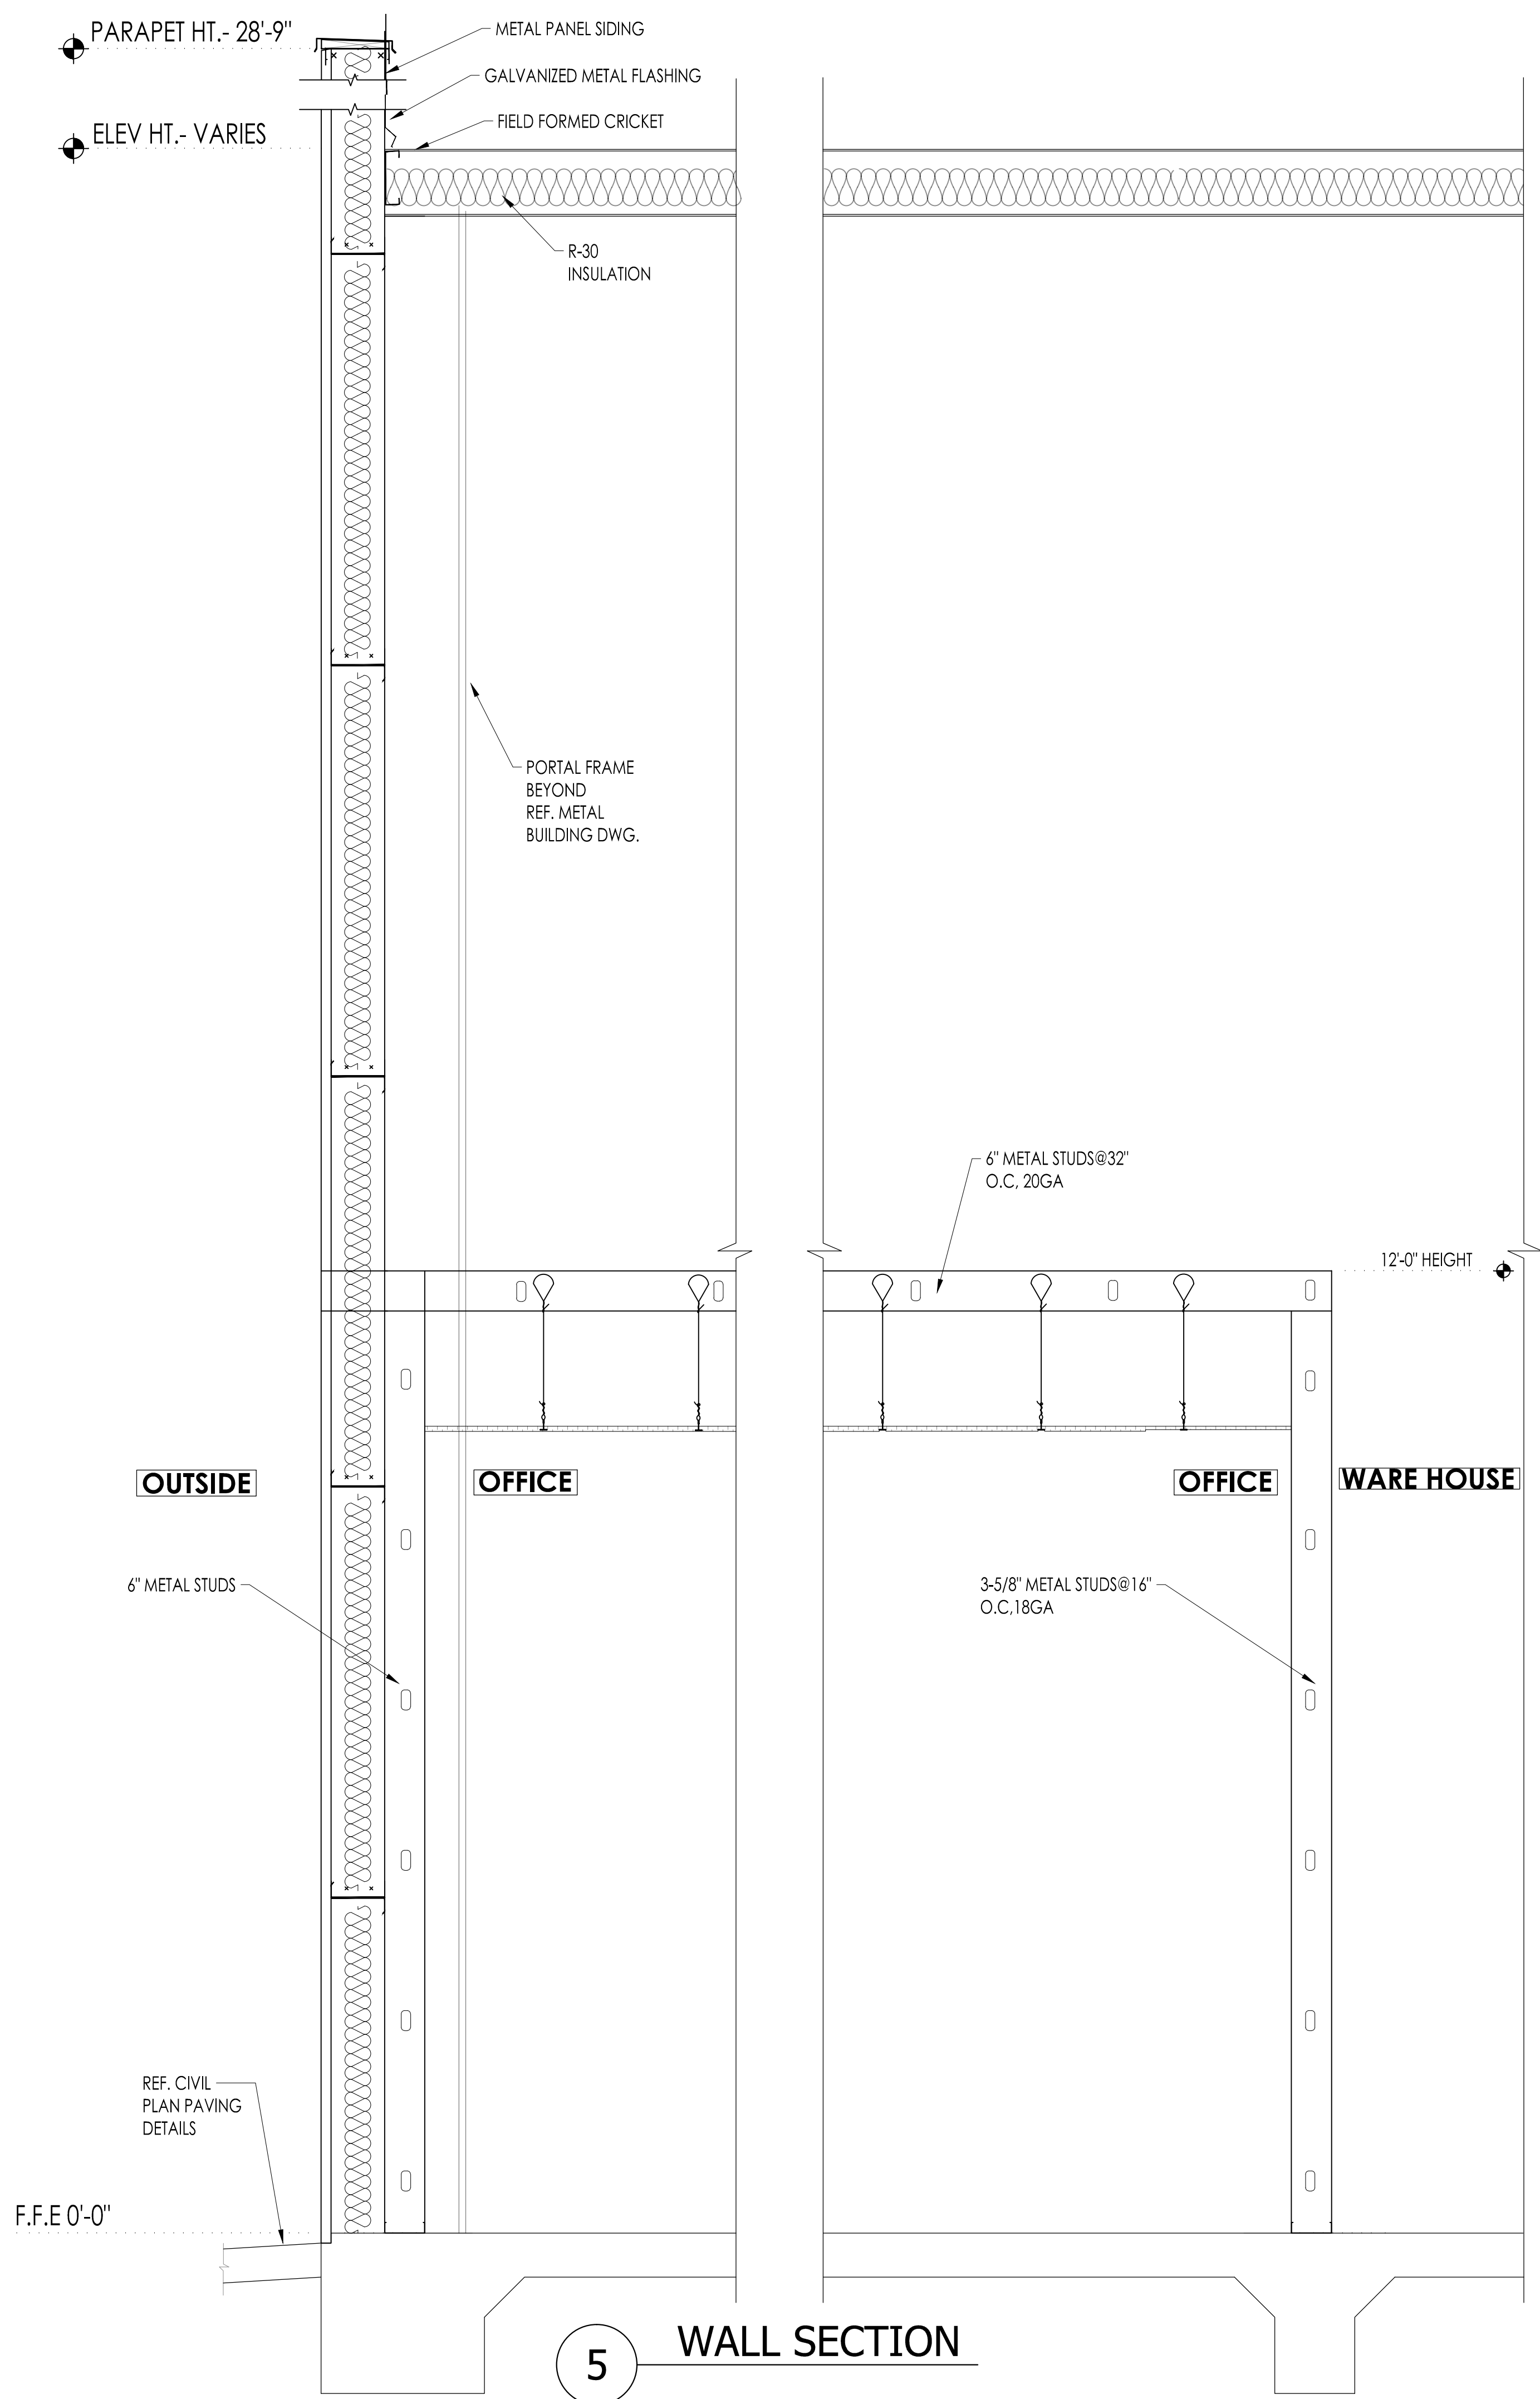 PARAPET HT.- 28'-9"
METAL PANEL SIDING
GALVANIZED METAL FLASHING
FIELD FORMED CRICKET
ELEV HT.- VARIES
R-30
INSULATION
PORTAL FRAME
BEYOND
REF. METAL
BUILDING DWG.
6" METAL STUDS@32"
O.C, 20GA
12'-0" HEIGHT
OUTSIDE
OFFICE
OFFICE
WARE HOUSE
6" METAL STUDS
3-5/8" METAL STUDS@16"
O.C,18GA
REF. CIVIL
PLAN PAVING
DETAILS
F.F.E 0'-0"
5
WALL SECTION